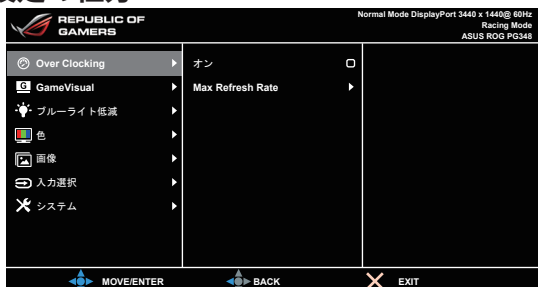 REPUBLIC OF
GAMERS
Normal Mode DisplayPort 3440 x 1440@ 60Hz
Racing Mode
ASUS ROG PG348
Over Clocking
オン
G GameVisual
Max Refresh Rate
ブルーライト低減
色
画像
入力選択
システム
MOVE/ENTER
BACK
EXIT